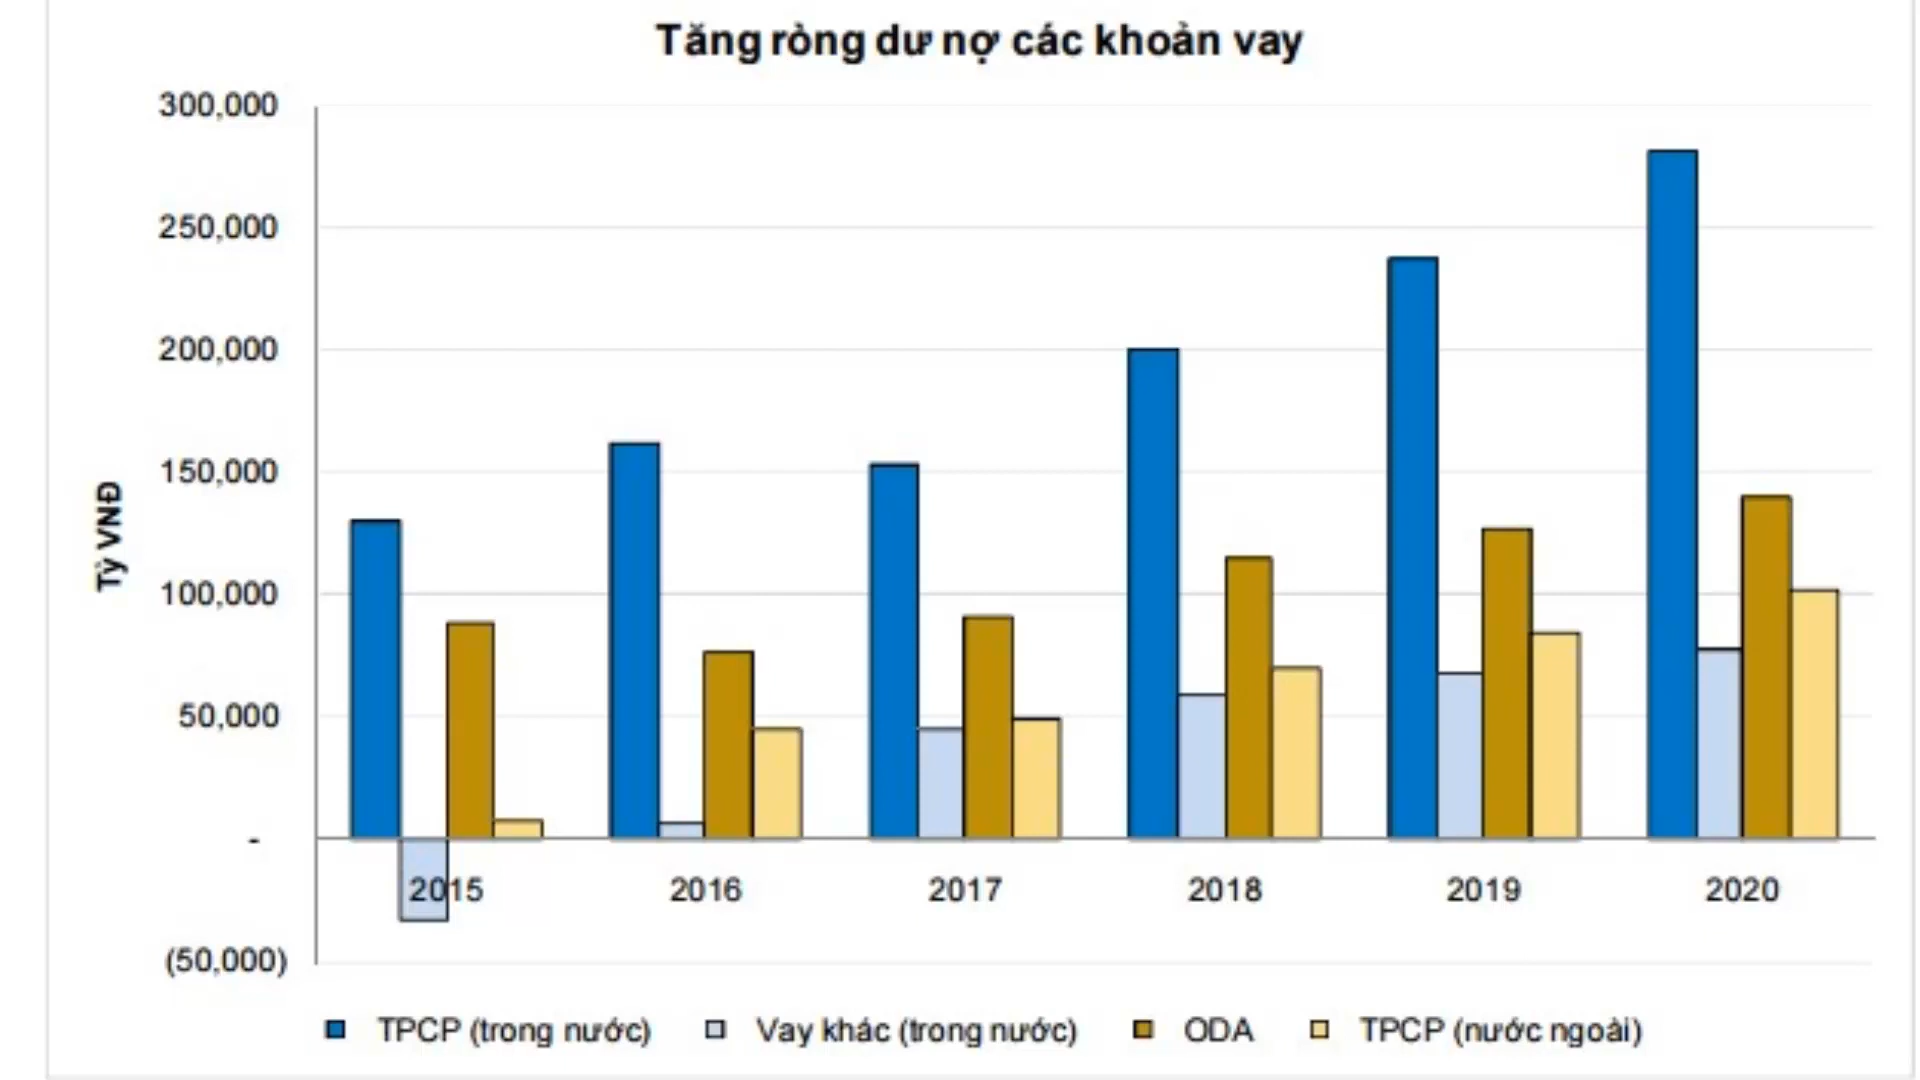 Tăng ròng dư nợ các khoản vay
300,000
250,000
200,000
150,000
100,000
50,000
-
(50,000)
Tỷ VNĐ
2015 2016 2017 2018 2019 2020
TPCP (trong nước) Vay khác (trong nước) ODA TPCP (nước ngoài)